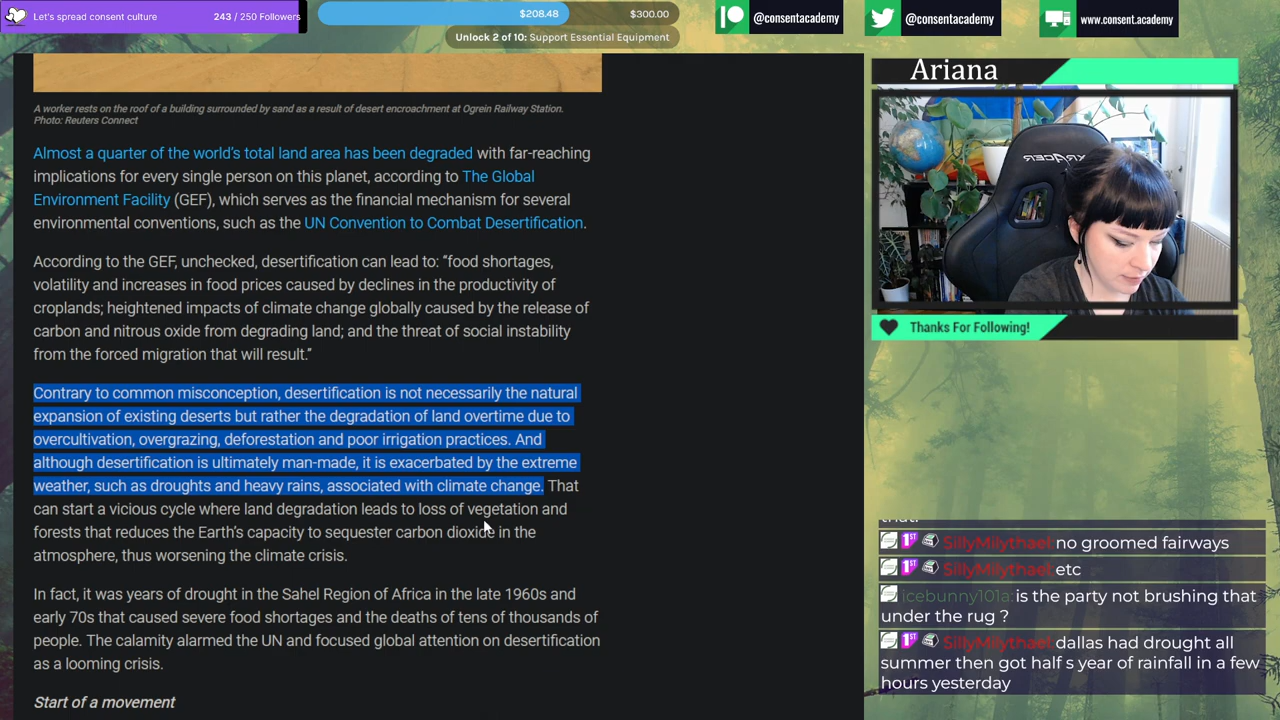 Let's spread consent culture
243 / 250 Followers
$208.48
$300.00
Unlock 2 of 10: Support Essential Equipment
@consentacademy
@consentacademy
www.consent.academy
A worker rests on the roof of a building surrounded by sand as a result of desert encroachment at Ogrein Railway Station.
Photo: Reuters Connect
Almost a quarter of the world's total land area has been degraded with far-reaching
implications for every single person on this planet, according to The Global
Environment Facility (GEF), which serves as the financial mechanism for several
environmental conventions, such as the UN Convention to Combat Desertification.
According to the GEF, unchecked, desertification can lead to: “food shortages,
volatility and increases in food prices caused by declines in the productivity of
croplands; heightened impacts of climate change globally caused by the release of
carbon and nitrous oxide from degrading land; and the threat of social instability
from the forced migration that will result.”
Contrary to common misconception, desertification is not necessarily the natural
expansion of existing deserts but rather the degradation of land overtime due to
overcultivation, overgrazing, deforestation and poor irrigation practices. And
although desertification is ultimately man-made, it is exacerbated by the extreme
weather, such as droughts and heavy rains, associated with climate change. That
can start a vicious cycle where land degradation leads to loss of vegetation and
forests that reduces the Earth's capacity to sequester carbon dioxide in the
atmosphere, thus worsening the climate crisis.
In fact, it was years of drought in the Sahel Region of Africa in the late 1960s and
early 70s that caused severe food shortages and the deaths of tens of thousands of
people. The calamity alarmed the UN and focused global attention on desertification
as a looming crisis.
Start of a movement
Ariana
Thanks For Following!
that.
1ST SillyMilythael: no groomed fairways
1ST SillyMilythael: etc
icebunny101a: is the party not brushing that
under the rug ?
1ST SillyMilythael: dallas had drought all
summer then got half s year of rainfall in a few
hours yesterday